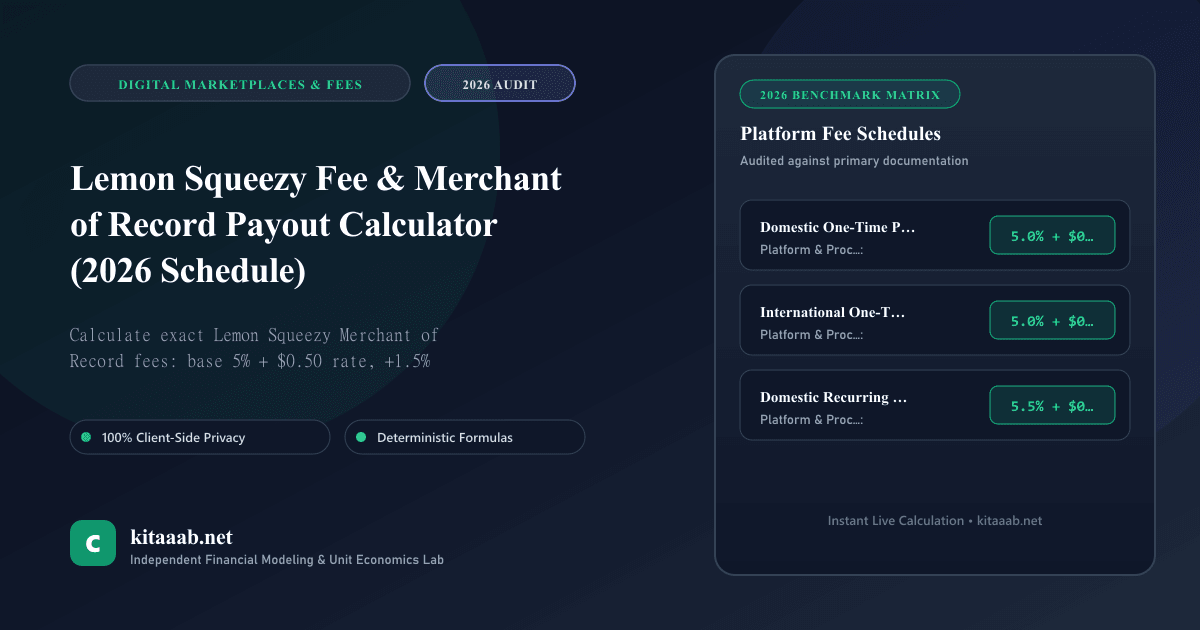 DIGITAL MARKETPLACES & FEES
2026 AUDIT
Lemon Squeezy Fee & Merchant
of Record Payout Calculator
(2026 Schedule)
Calculate exact Lemon Squeezy Merchant of
Record fees: base 5% + $0.50 rate, +1.5%
100% Client-Side Privacy
Deterministic Formulas
C
kitaaab.net
Independent Financial Modeling & Unit Economics Lab
2026 BENCHMARK MATRIX
Platform Fee Schedules
Audited against primary documentation
Domestic One-Time P...
Platform & Proc...:
5.0% + $0...
International One-T...
Platform & Proc...:
5.0% + $0...
Domestic Recurring ...
Platform & Proc...:
5.5% + $0...
Instant Live Calculation • kitaaab.net